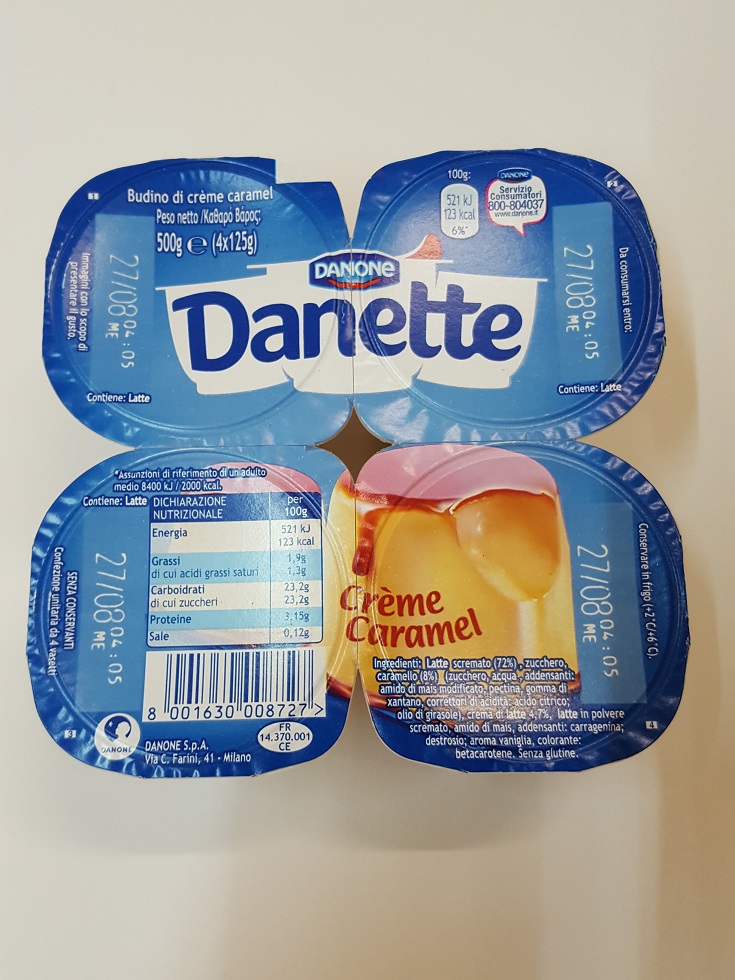 1
Budino di crème caramel
Peso netto /Καθαρό Βάρος:
500g e (4x125g)
Immagini con lo scopo di
presentare il gusto.
27/08 04:05
ME
Contiene: Latte
100g:
521 kJ
123 kcal
6%*
DANONE
Servizio
Consumatori
800-804037
www.danone.it
2
Da consumarsi entro:
27/08 04:05
ME
Contiene: Latte
DANONE
Danette
*Assunzioni di riferimento di un adulto
medio 8400 kJ / 2000 kcal.
Contiene: Latte
DICHIARAZIONE
NUTRIZIONALE
per
100g
Energia
521 kJ
123 kcal
Grassi 1,9g
di cui acidi grassi saturi 1,3g
Carboidrati 23,2g
di cui zuccheri 23,2g
Proteine 3,15g
Sale 0,12g
SENZA CONSERVANTI
Confezione unitaria da 4 vasetti
27/08 04:05
ME
8 001630 008727 >
3
DANONE
DANONE S.p.A.
Via C. Farini, 41 - Milano
FR
14.370.001
CE
Crème
Caramel
Conservare in frigo (+2°C/+6°C).
27/08 04:05
ME
Ingredienti: Latte scremato (72%), zucchero,
caramello (8%) (zucchero, acqua, addensanti:
amido di mais modificato, pectina, gomma di
xantano, correttori di acidità: acido citrico;
olio di girasole), crema di latte 4,7%, latte in polvere
scremato, amido di mais, addensanti: carragenina;
destrosio; aroma vaniglia, colorante:
betacarotene. Senza glutine.
4